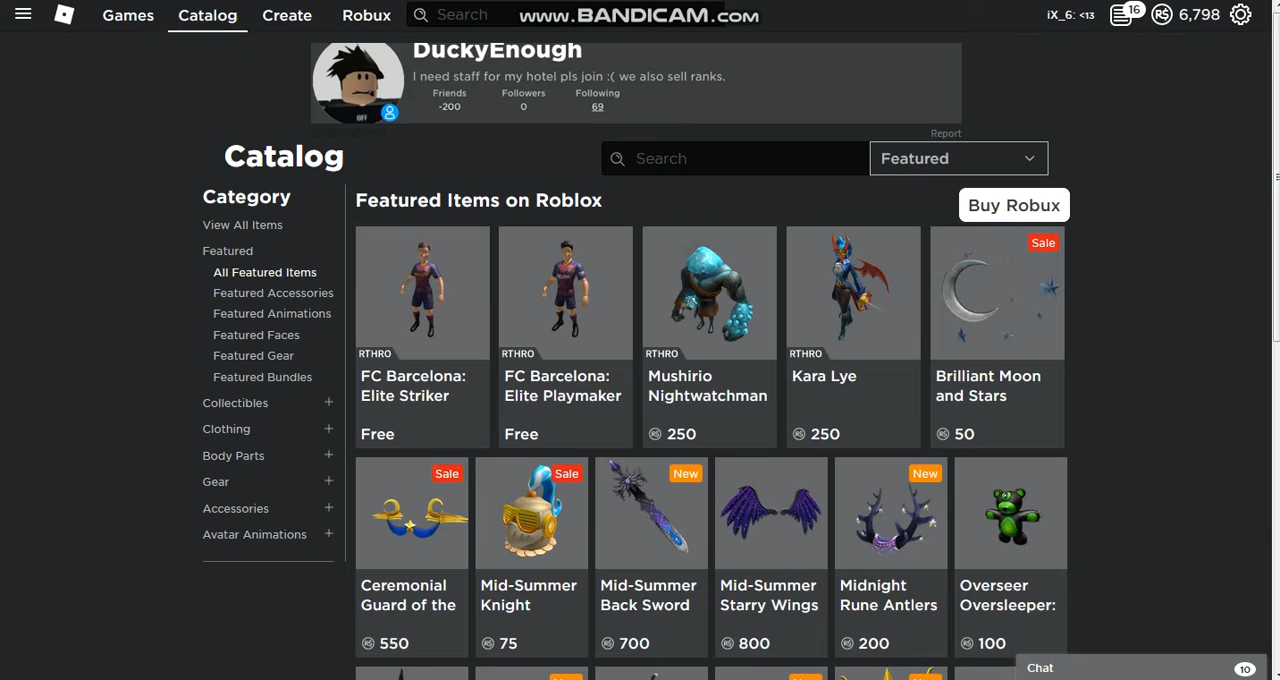 Games Catalog Create Robux Search www.BANDICAM.com iX_6: <13 16 6,798
DuckyEnough
I need staff for my hotel pls join :( we also sell ranks.
Friends Followers Following
-200 0 69
OFF
Report
Catalog Search Featured
Category
View All Items
Featured
All Featured Items
Featured Accessories
Featured Animations
Featured Faces
Featured Gear
Featured Bundles
Collectibles +
Clothing +
Body Parts +
Gear +
Accessories +
Avatar Animations +
Featured Items on Roblox Buy Robux
Sale
RTHRO RTHRO RTHRO RTHRO
FC Barcelona: FC Barcelona: Mushirio Kara Lye Brilliant Moon
Elite Striker Elite Playmaker Nightwatchman and Stars
Free Free 250 250 50
Sale Sale New New
Ceremonial Mid-Summer Mid-Summer Mid-Summer Midnight Overseer
Guard of the Knight Back Sword Starry Wings Rune Antlers Oversleeper:
550 75 700 800 200 100
Chat 10